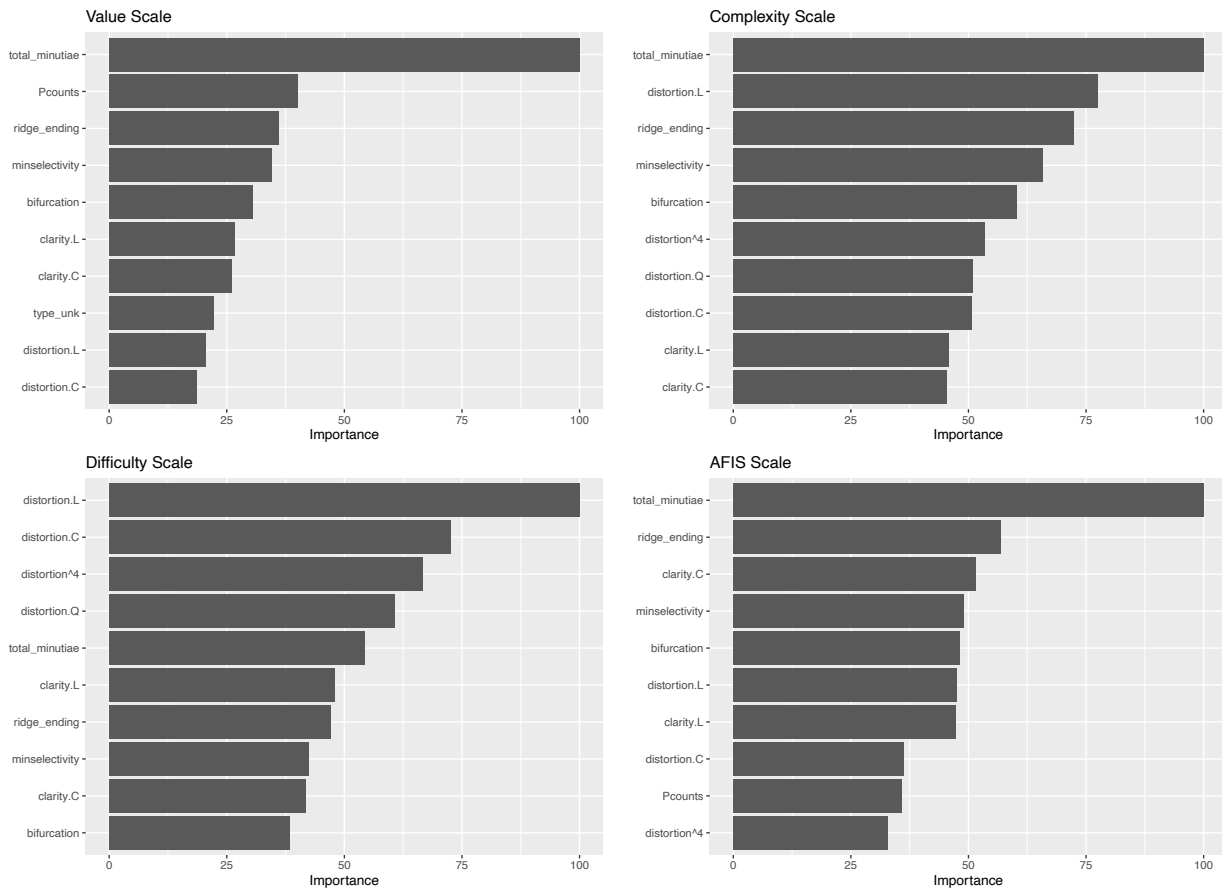 Value Scale
total_minutiae
Pcounts
ridge_ending
minselectivity
bifurcation
clarity.L
clarity.C
type_unk
distortion.L
distortion.C
0 25 50 75 100
Importance
Complexity Scale
total_minutiae
distortion.L
ridge_ending
minselectivity
bifurcation
distortion^4
distortion.Q
distortion.C
clarity.L
clarity.C
0 25 50 75 100
Importance
Difficulty Scale
distortion.L
distortion.C
distortion^4
distortion.Q
total_minutiae
clarity.L
ridge_ending
minselectivity
clarity.C
bifurcation
0 25 50 75 100
Importance
AFIS Scale
total_minutiae
ridge_ending
clarity.C
minselectivity
bifurcation
distortion.L
clarity.L
distortion.C
Pcounts
distortion^4
0 25 50 75 100
Importance